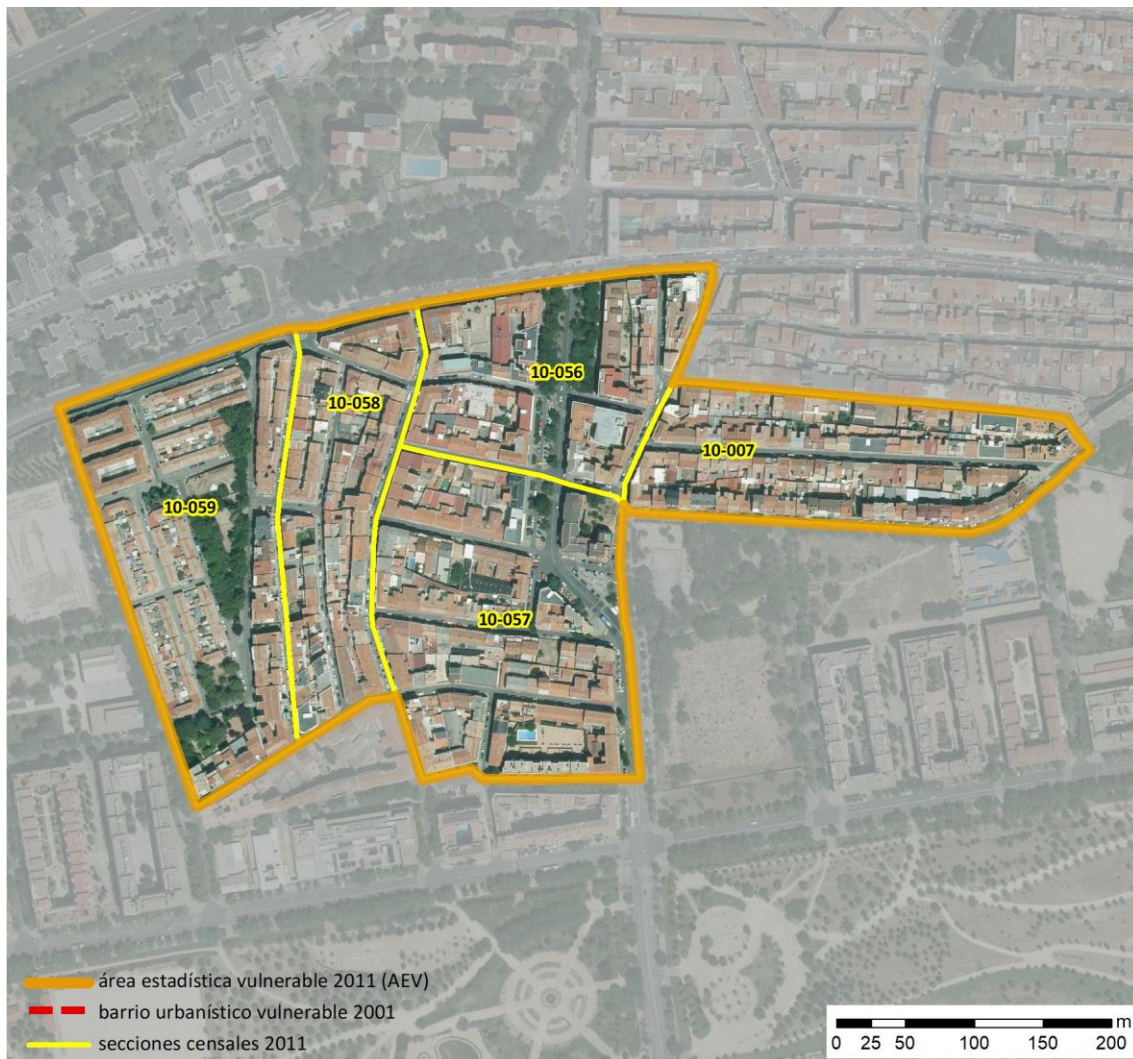 10-056
10-058
10-007
10-059
10-057
área estadística vulnerable 2011 (AEV)
barrio urbanístico vulnerable 2001
secciones censales 2011
m
0 25 50 100 150 200